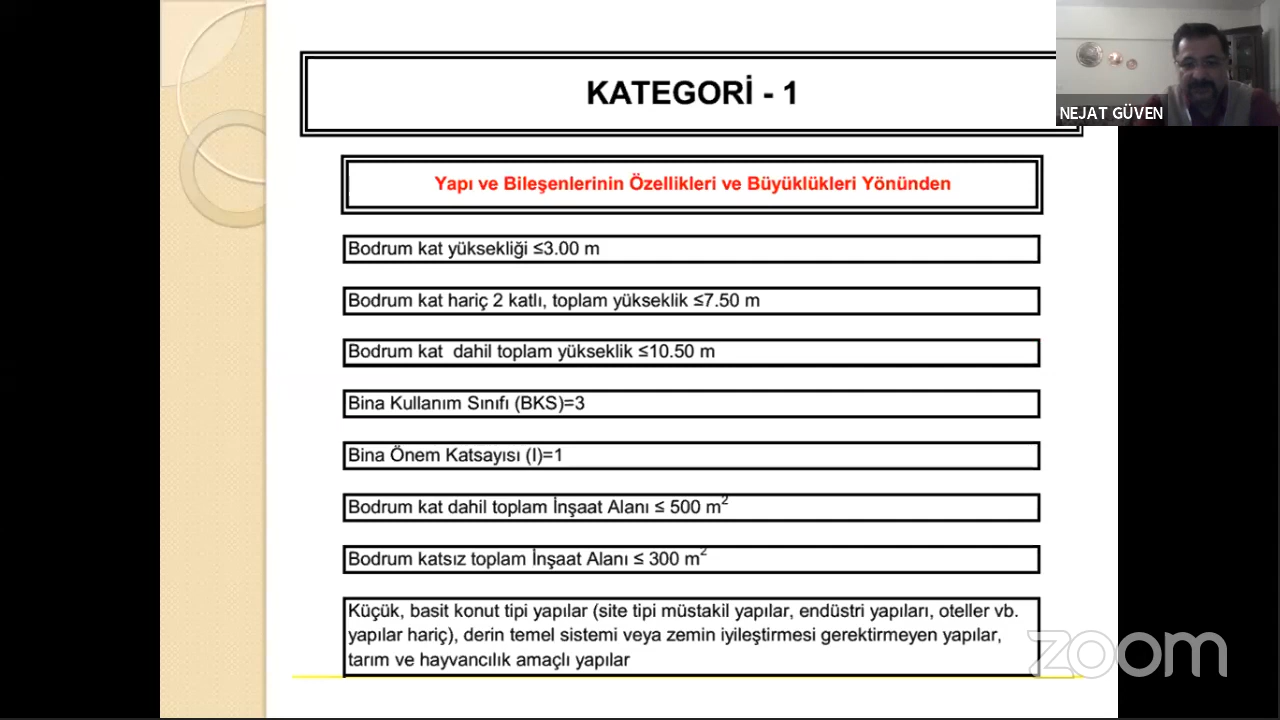 KATEGORİ - 1
NEJAT GÜVEN
Yapı ve Bileşenlerinin Özellikleri ve Büyüklükleri Yönünden
Bodrum kat yüksekliği ≤3.00 m
Bodrum kat hariç 2 katlı, toplam yükseklik ≤7.50 m
Bodrum kat dahil toplam yükseklik ≤10.50 m
Bina Kullanım Sınıfı (BKS)=3
Bina Önem Katsayısı (I)=1
Bodrum kat dahil toplam İnşaat Alanı ≤ 500 m²
Bodrum katsız toplam İnşaat Alanı ≤ 300 m²
Küçük, basit konut tipi yapılar (site tipi müstakil yapılar, endüstri yapıları, oteller vb.
yapılar hariç), derin temel sistemi veya zemin iyileştirmesi gerektirmeyen yapılar,
tarım ve hayvancılık amaçlı yapılar
zoom